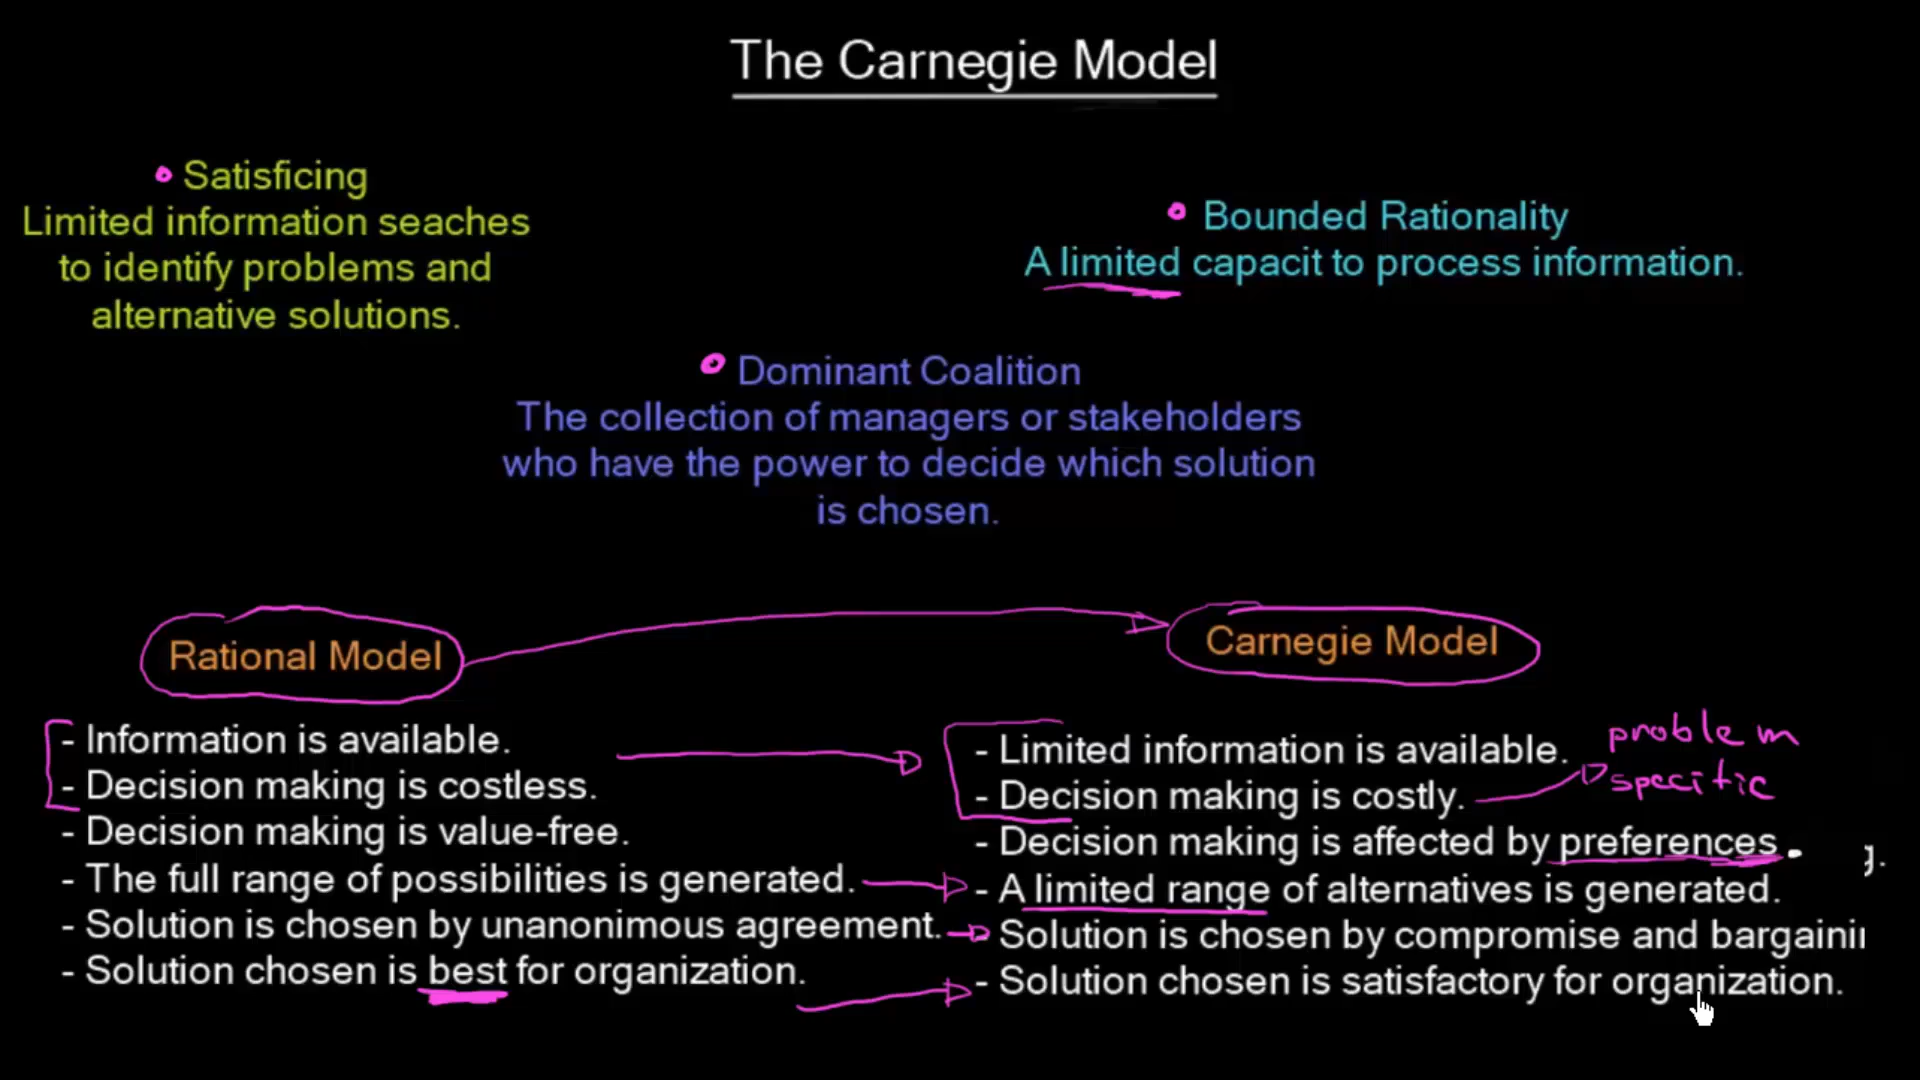 The Carnegie Model
Satisficing
Limited information seaches
to identify problems and
alternative solutions.
Bounded Rationality
A limited capacit to process information.
Dominant Coalition
The collection of managers or stakeholders
who have the power to decide which solution
is chosen.
Rational Model
- Information is available.
- Decision making is costless.
- Decision making is value-free.
- The full range of possibilities is generated.
- Solution is chosen by unanonimous agreement.
- Solution chosen is best for organization.
Carnegie Model
- Limited information is available.
- Decision making is costly.
problem
specific
- Decision making is affected by preferences.
- A limited range of alternatives is generated.
- Solution is chosen by compromise and bargainin
g.
- Solution chosen is satisfactory for organization.